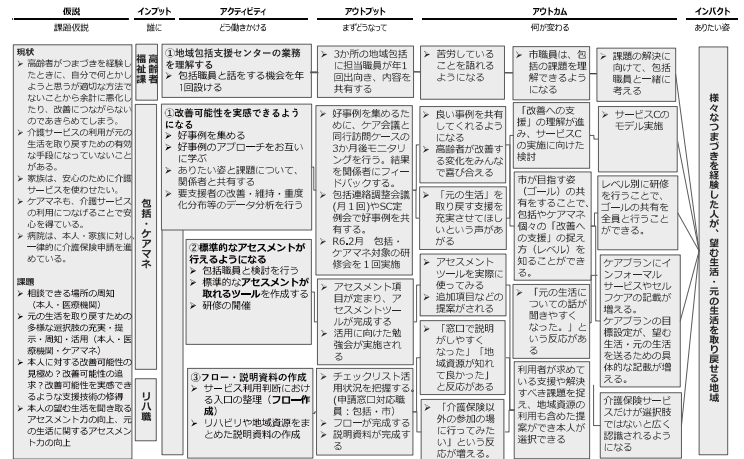 仮説
インプット
アクティビティ
アウトプット
アウトカム
インパクト
課題仮説
誰に
どう働きかける
まずどうなって
何が変わる
ありたい姿
現状
➤ 高齢者がつまづきを経験し
たときに、自分で何とかしよ
うと思うが適切な方法で
ないことから余計に悪化し
たり、改善につながらない
のであきらめてしまう。
➤ 介護サービスの利用が元の
生活を取り戻すための有効
な手段になっていないことが
ある。
➤ 家族は、安心のために介護
サービスを使わせたい。
➤ ケアマネも、介護サービス
の利用につなげることで安
心を得ている。
➤ 病院は、本人・家族に対し、
一律的に介護保険申請を進
めている。
課題
➤ 相談できる場所の周知
（本人・医療機関）
➤ 元の生活を取り戻すための
多様な選択肢の充実・提
示・周知・活用（本人・医
療機関・ケアマネ）
➤ 本人に対する改善可能性の
見極め？改善可能性の追
求？改善可能性を実感でき
るような支援技術の修得
➤ 本人の望む生活を聞き取る
アセスメント力の向上、元
の生活に関するアセスメン
ト力の向上
高齢者福祉課
包括・ケアマネ
リハ職
①地域包括支援センターの業務
を理解する
➤ 包括職員と話をする機会を年
1回設ける
①改善可能性を実感できるよう
になる
➤ 好事例を集める
➤ 好事例のアプローチをお互い
に学ぶ
➤ ありたい姿と課題について、
関係者と共有する
➤ 要支援者の改善・維持・重度
化分布等のデータ分析を行う
②標準的なアセスメントが
行えるようになる
➤ 包括職員と検討を行う
➤ 標準的なアセスメントが
取れるツールを作成する
➤ 研修の開催
③フロー・説明資料の作成
➤ サービス利用判断における
入口の整理（フロー作
成）
➤ リハビリや地域資源をま
とめた説明資料の作成
➤ 3か所の地域包括
に担当職員が年1
回出向き、内容を
共有する
➤ 好事例を集めるため
に、ケア会議と
同行訪問ケースの
3か月後モニタリ
ングを行う。結果
を関係者にフィー
ドバックする。
➤ 包括連絡調整会議
（月１回）やSC定
例会で好事例を共
有する。
➤ R6.2月　包括・
ケアマネ対象の研
修会を１回実施
➤ アセスメント項
目が定まり、ア
セスメントツー
ルが完成する
➤ 活用に向けた勉
強会が実施され
る
➤ チェックリスト活
用状況を把握する。
(申請窓口対応職
員：包括・市)
➤ フローが完成する
➤ 説明資料が完成す
る
➤ 苦労している
ことを語れる
ようになる
➤ 良い事例を共有
してくれるよう
になる
➤ 高齢者が改善す
る変化をみんな
で喜び合える
➤ 「元の生活」を
取り戻す支援を
充実させてほし
いという声があ
がる
➤ アセスメント
ツールを実際に
使ってみる
➤ 追加項目などの
提案がされる
➤ 「窓口で説明
がしやすく
なった」「地域
資源が知れて
良かった」と
反応がある
➤ 「介護保険以
外の参加の場
に行ってみた
い」という反
応が増える。
➤ 市職員は、包
括の課題を理
解できるよう
になる
「改善への支
援」の理解が進
み、サービスC
の実施に向けた
検討
市が目指す姿
（ゴール）の共
有をすることで、
包括やケアマネ
個々の「改善へ
の支援」の捉え
方（レベル）を
知ることができ
る。
➤ 「元の生活に
ついての話が
聞きやすく
なった。」とい
う反応がある
利用者が求めて
いる支援や解決
すべき課題を捉
え、地域資源の
利用も含めた提
案ができ本人が
選択できる
➤ 課題の解決に
向けて、包括
職員と一緒に
考える
➤ サービスCの
モデル実施
レベル別に研修
を行うことで、
ゴールの共有を
全員と行うこと
ができる。
ケアプランにイ
ンフォーマル
サービスやセル
フケアの記載が
増える。
ケアプランの目
標設定が、望む
生活・元の生活
を送るための具
体的な記載が増
える。
介護保険サービ
スだけが選択肢
ではないと広く
認識されるよう
になる
様々なつまづきを経験した人が、望む生活・元の生活を取り戻せる地域